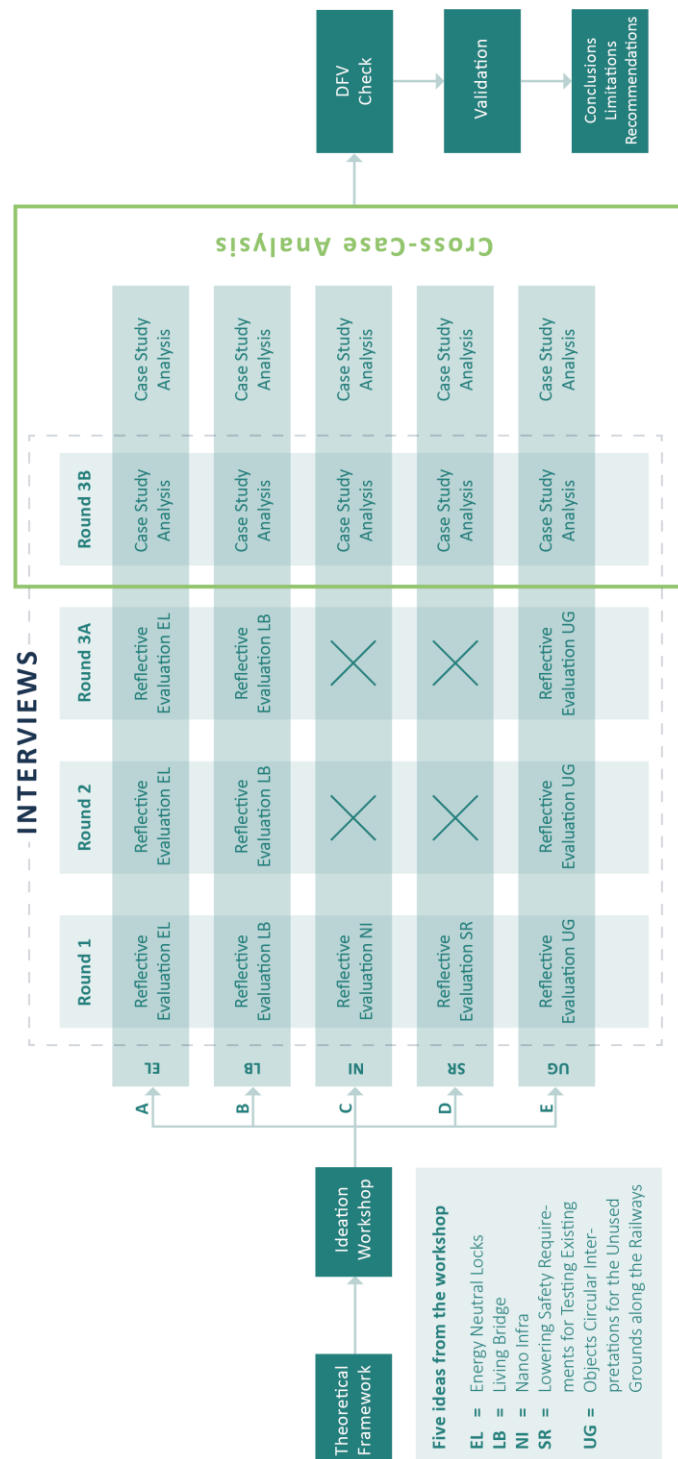 Theoretical
Framework
Ideation
Workshop
Five ideas from the workshop
EL = Energy Neutral Locks
LB = Living Bridge
NI = Nano Infra
SR = Lowering Safety Require-
ments for Testing Existing
UG = Objects Circular Inter-
pretations for the Unused
Grounds along the Railways
INTERVIEWS
Round 1
Round 2
Round 3A
Round 3B
A
EL
Reflective
Evaluation EL
Reflective
Evaluation EL
Reflective
Evaluation EL
Case Study
Analysis
Case Study
Analysis
B
LB
Reflective
Evaluation LB
Reflective
Evaluation LB
Reflective
Evaluation LB
Case Study
Analysis
Case Study
Analysis
C
NI
Reflective
Evaluation NI
Case Study
Analysis
Case Study
Analysis
D
SR
Reflective
Evaluation SR
Case Study
Analysis
Case Study
Analysis
E
UG
Reflective
Evaluation UG
Reflective
Evaluation UG
Reflective
Evaluation UG
Case Study
Analysis
Case Study
Analysis
Cross-Case Analysis
DFV
Check
Validation
Conclusions
Limitations
Recommendations